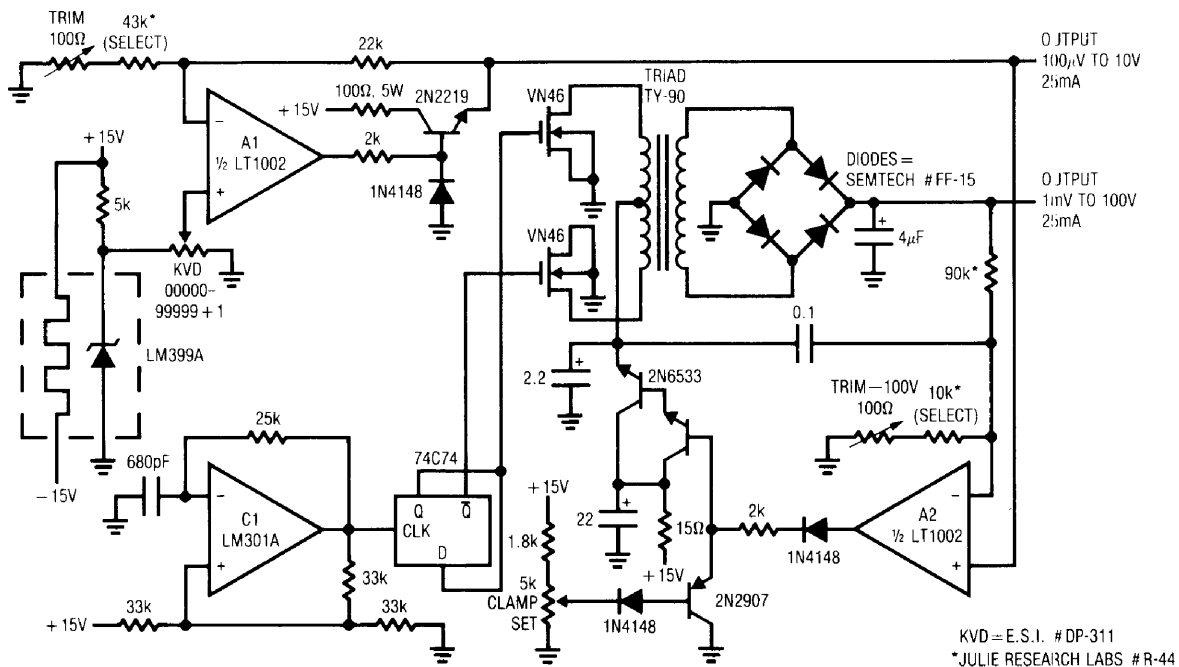 TRIM
100Ω
43k*
(SELECT)
22k
+15V
100Ω, 5W
2N2219
−
A1
½ LT1002
+
2k
1N4148
+15V
5k
KVD
00000-
99999 + 1
LM399A
−15V
VN46
VN46
TRIAD
TY-90
DIODES =
SEMTECH #FF-15
O JTPUT
100µV TO 10V
25mA
O JTPUT
1mV TO 100V
25mA
+
4µF
90k*
0.1
+
2.2
2N6533
TRIM—100V
100Ω
10k*
(SELECT)
25k
680pF
−
C1
LM301A
+
33k
33k
33k
+15V
74C74
Q
Q̅
CLK
D
+15V
1.8k
5k
CLAMP
SET
+
22
15Ω
+15V
2k
1N4148
−
A2
½ LT1002
+
1N4148
2N2907
KVD = E.S.I. #DP-311
*JULIE RESEARCH LABS #R-44